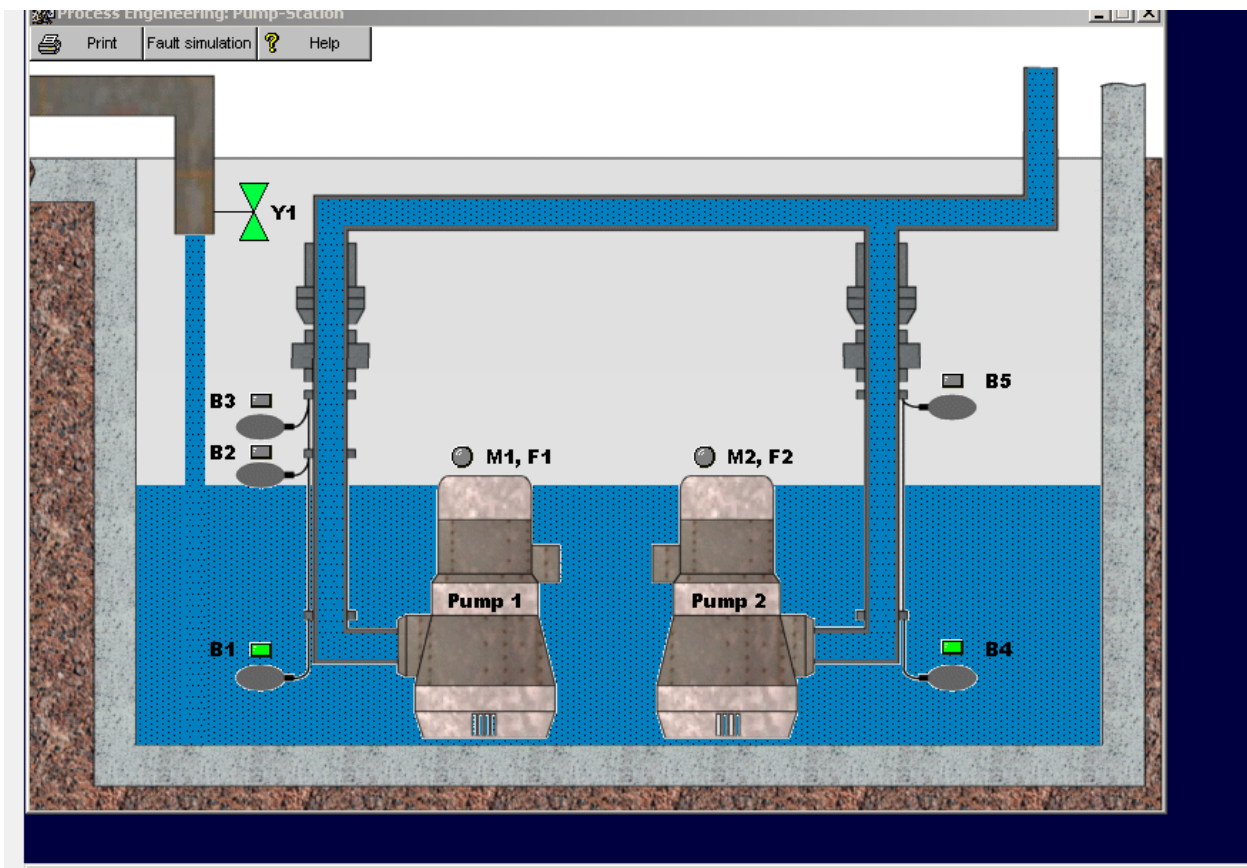 Process Engeneering: Pump-Station
Print Fault simulation ? Help
Y1
B3
B5
B2
M1, F1 M2, F2
Pump 1 Pump 2
B1 B4